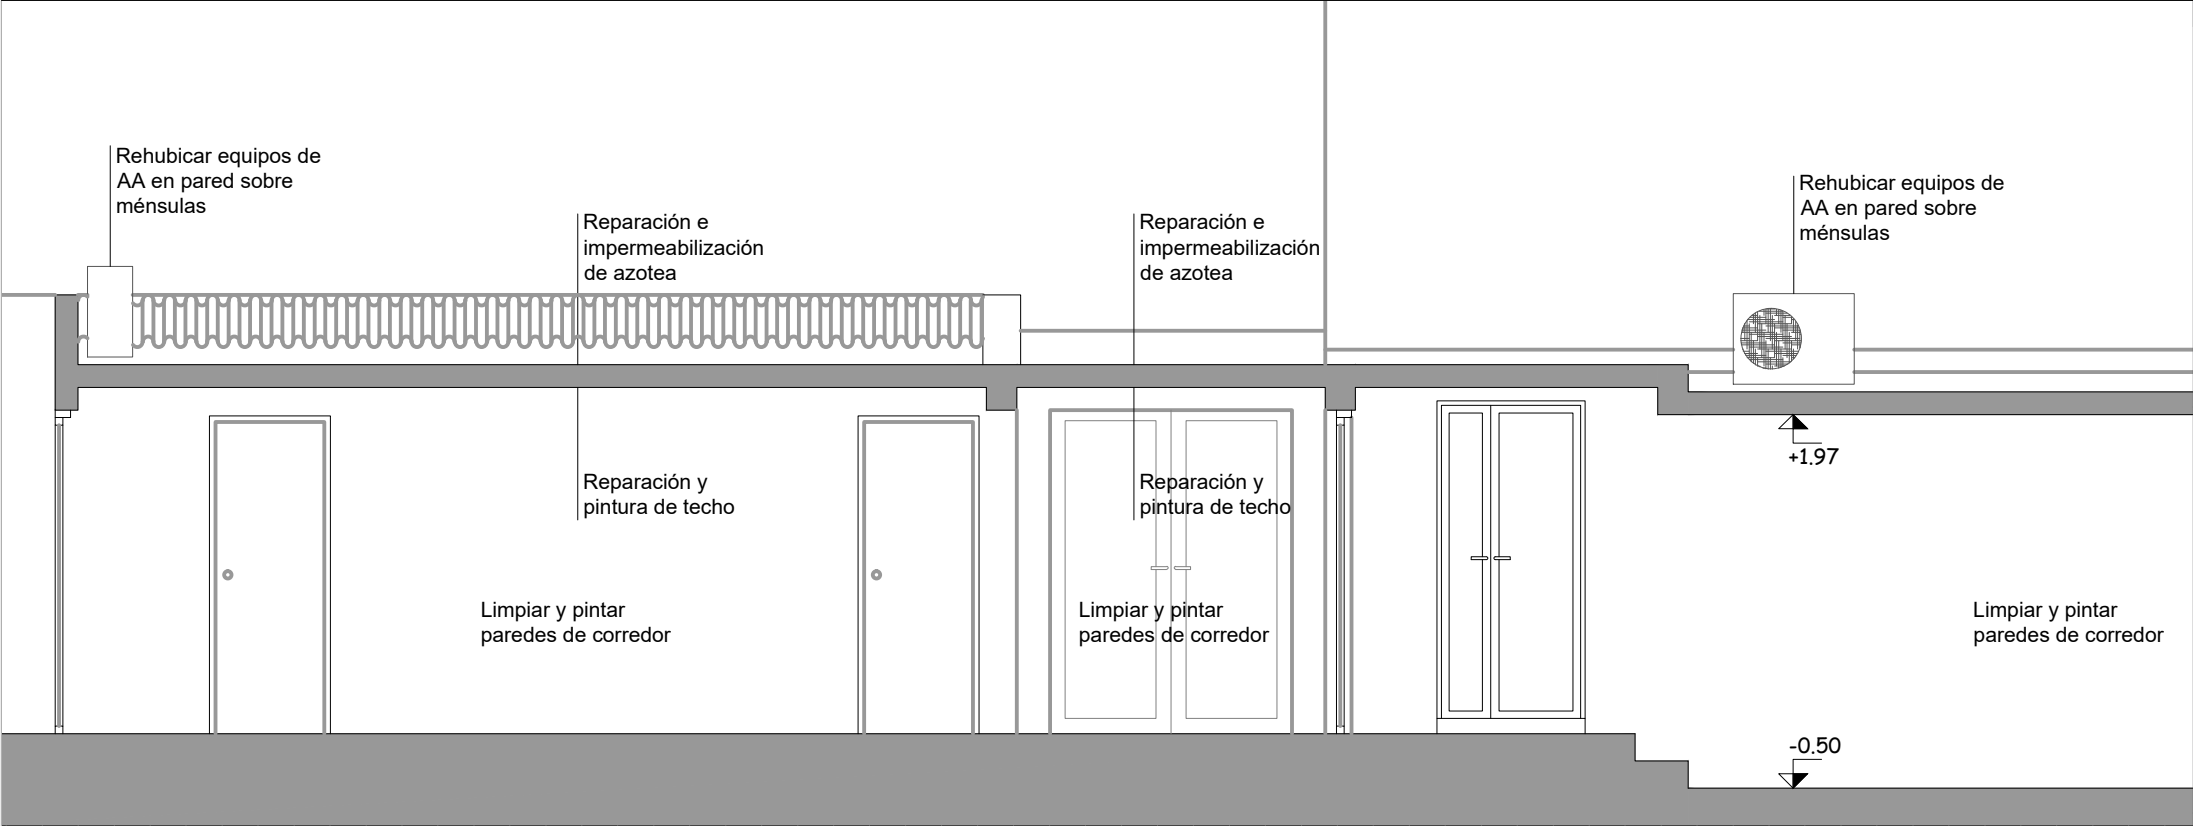 Rehubicar equipos de
AA en pared sobre
ménsulas
Reparación e
impermeabilización
de azotea
Reparación e
impermeabilización
de azotea
Rehubicar equipos de
AA en pared sobre
ménsulas
+1.97
Reparación y
pintura de techo
Reparación y
pintura de techo
Limpiar y pintar
paredes de corredor
Limpiar y pintar
paredes de corredor
Limpiar y pintar
paredes de corredor
-0.50